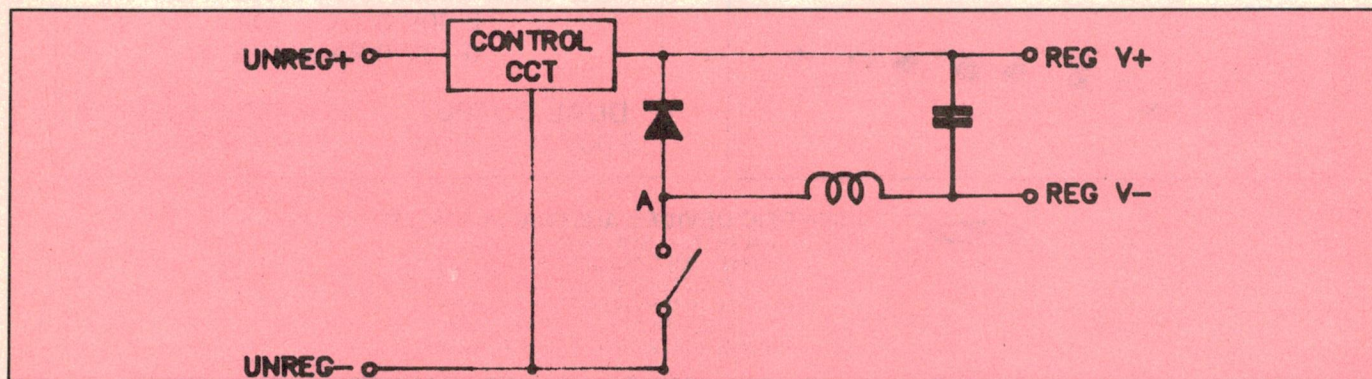 UNREG+
CONTROL
CCT
REG V+
A
REG V-
UNREG-